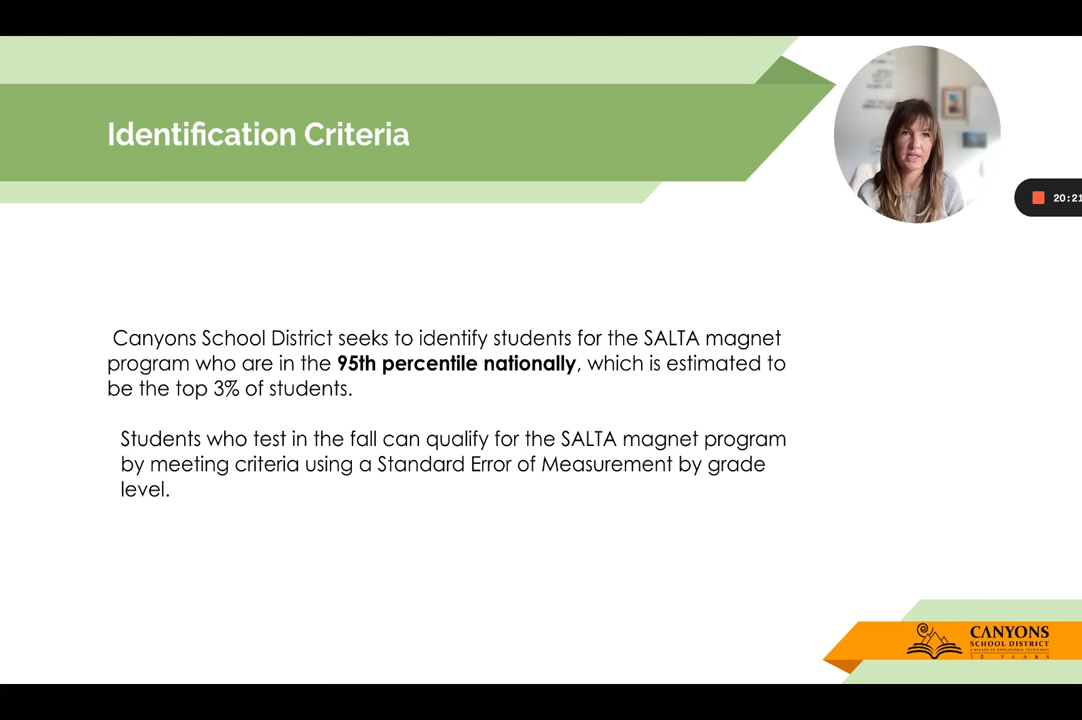 Identification Criteria
20:21
Canyons School District seeks to identify students for the SALTA magnet
program who are in the 95th percentile nationally, which is estimated to
be the top 3% of students.
Students who test in the fall can qualify for the SALTA magnet program
by meeting criteria using a Standard Error of Measurement by grade
level.
CANYONS
SCHOOL DISTRICT